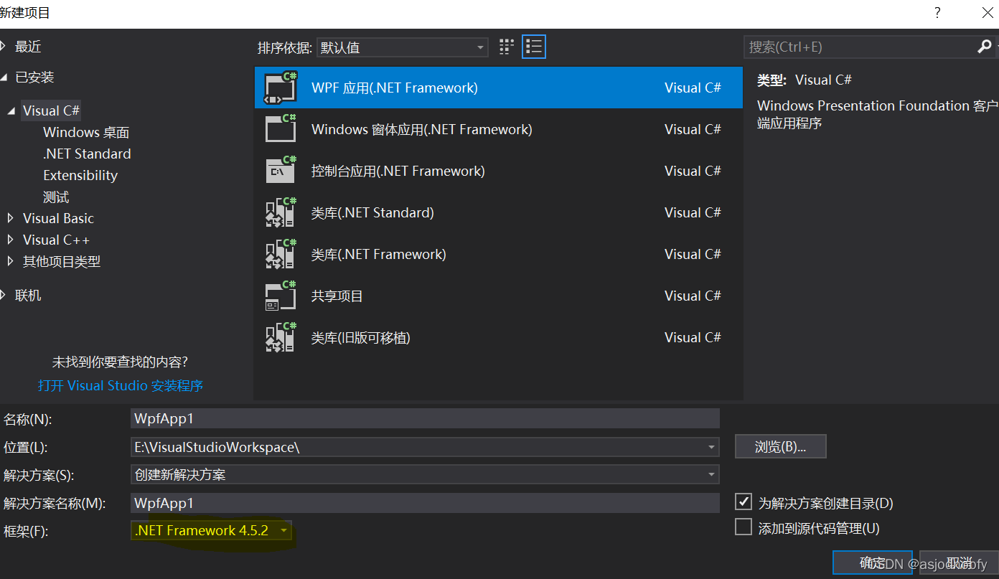 新建项目
?
最近
已安装
Visual C#
Windows 桌面
.NET Standard
Extensibility
测试
Visual Basic
Visual C++
其他项目类型
联机
未找到你要查找的内容?
打开 Visual Studio 安装程序
排序依据: 默认值
C# WPF 应用(.NET Framework) Visual C#
C# Windows 窗体应用(.NET Framework) Visual C#
C# C:\ 控制台应用(.NET Framework) Visual C#
C# 类库(.NET Standard) Visual C#
C# 类库(.NET Framework) Visual C#
C# 共享项目 Visual C#
C# 类库(旧版可移植) Visual C#
搜索(Ctrl+E)
类型: Visual C#
Windows Presentation Foundation 客户
端应用程序
名称(N): WpfApp1
位置(L): E:\VisualStudioWorkspace\ 浏览(B)...
解决方案(S): 创建新解决方案
解决方案名称(M): WpfApp1 为解决方案创建目录(D)
框架(F): .NET Framework 4.5.2 添加到源代码管理(U)
确定 取消